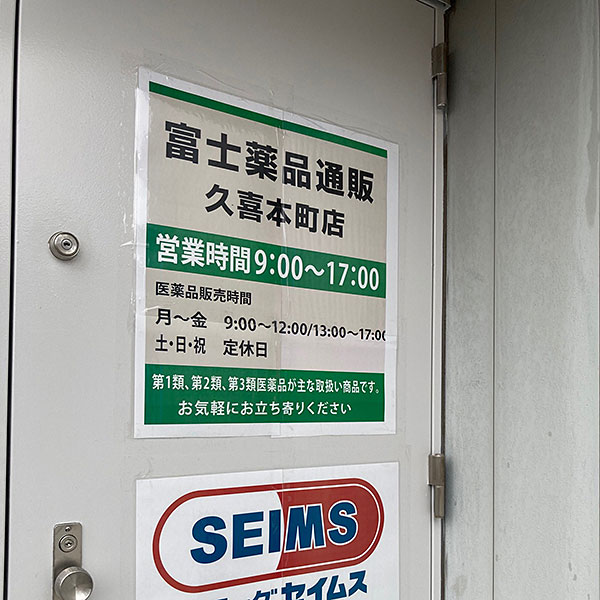 富士薬品通販
久喜本町店
営業時間9:00〜17:00
医薬品販売時間
月〜金 9:00〜12:00/13:00〜17:00
土・日・祝 定休日
第1類、第2類、第3類医薬品が主な取扱い商品です。
お気軽にお立ち寄りください
SEIMS
セイムス